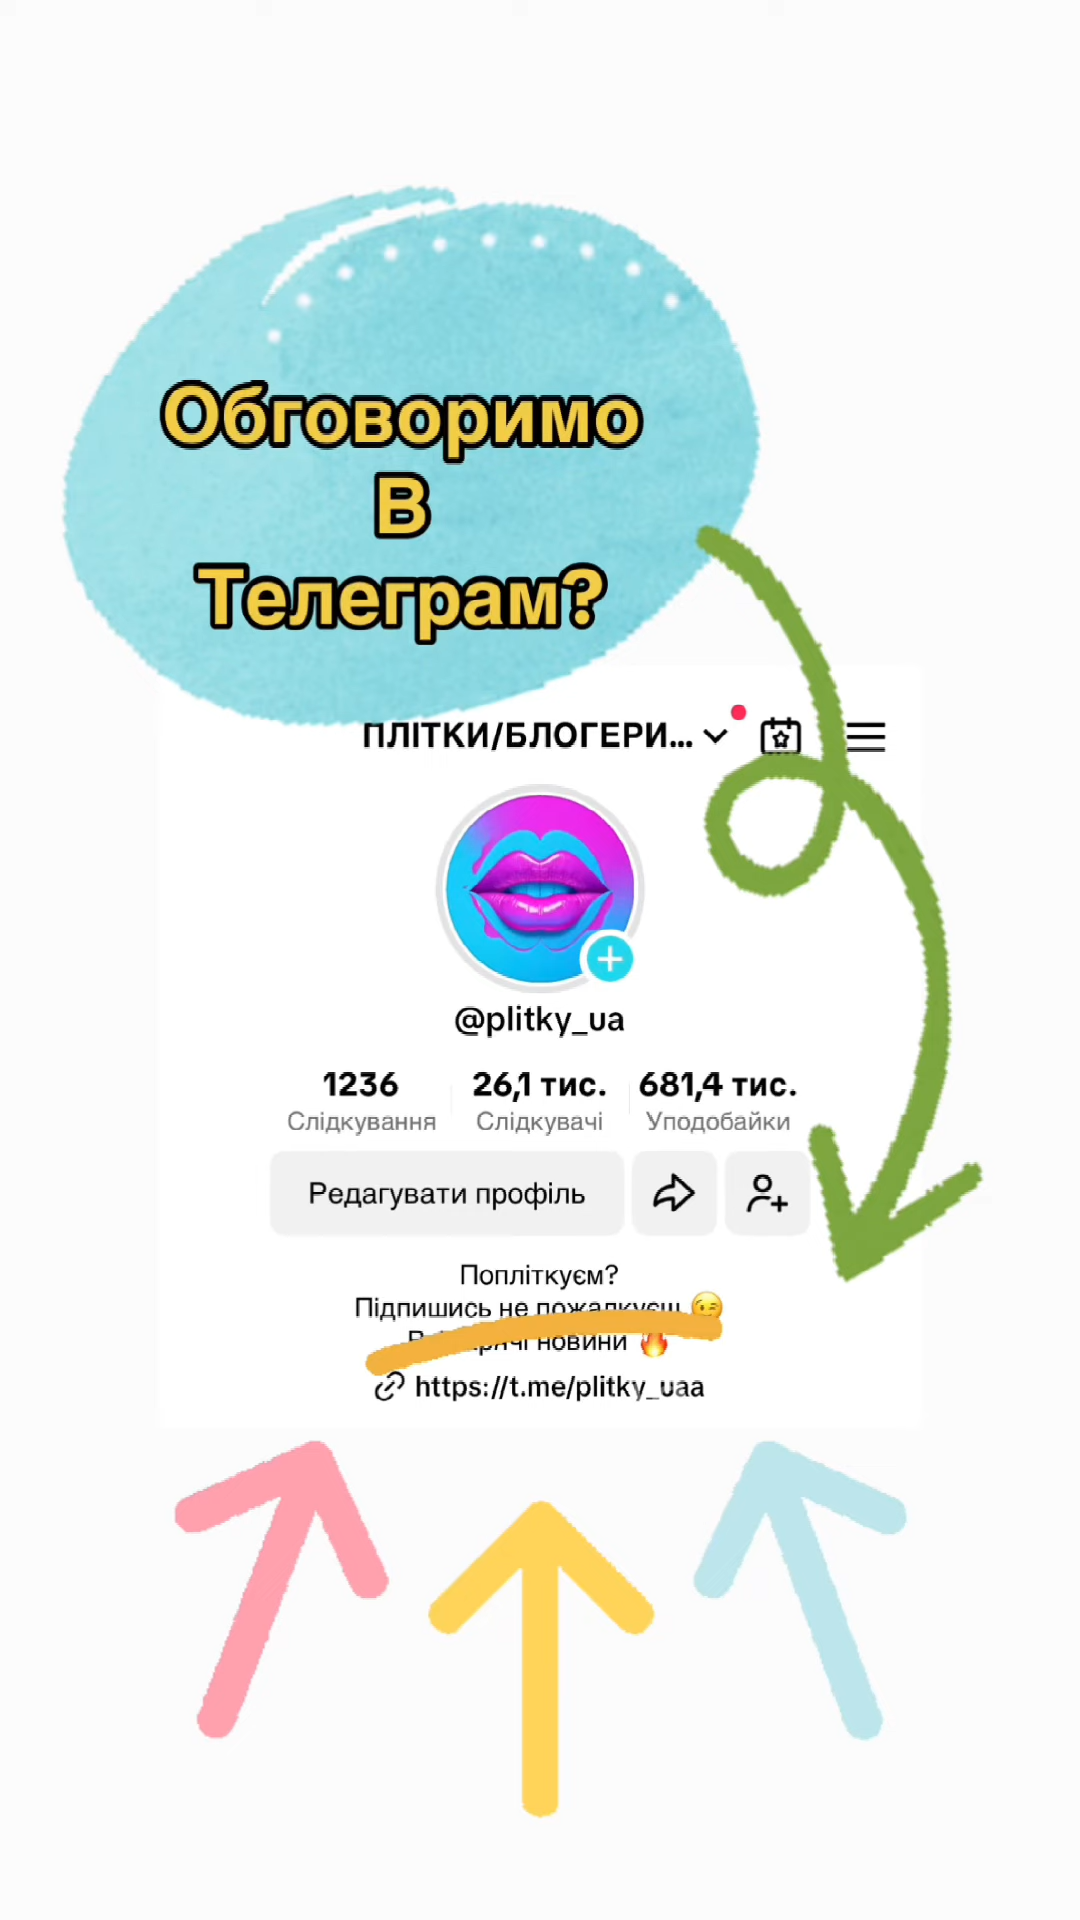 Обговоримо
В
Телеграм?
ПЛІТКИ/БЛОГЕРИ...
@plitky_ua
1236 26,1 тис. 681,4 тис.
Слідкування Слідкувачі Уподобайки
Редагувати профіль
Попліткуєм?
Підпишись не пожалкуєш 😉
новини 🔥
https://t.me/plitky_uaa